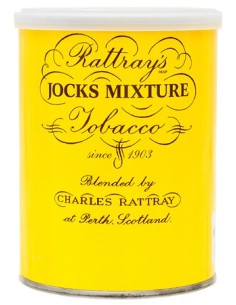 Rattray's
JOCKS MIXTURE
Tobacco
since 1903
Blended by
CHARLES RATTRAY
at Perth, Scotland.